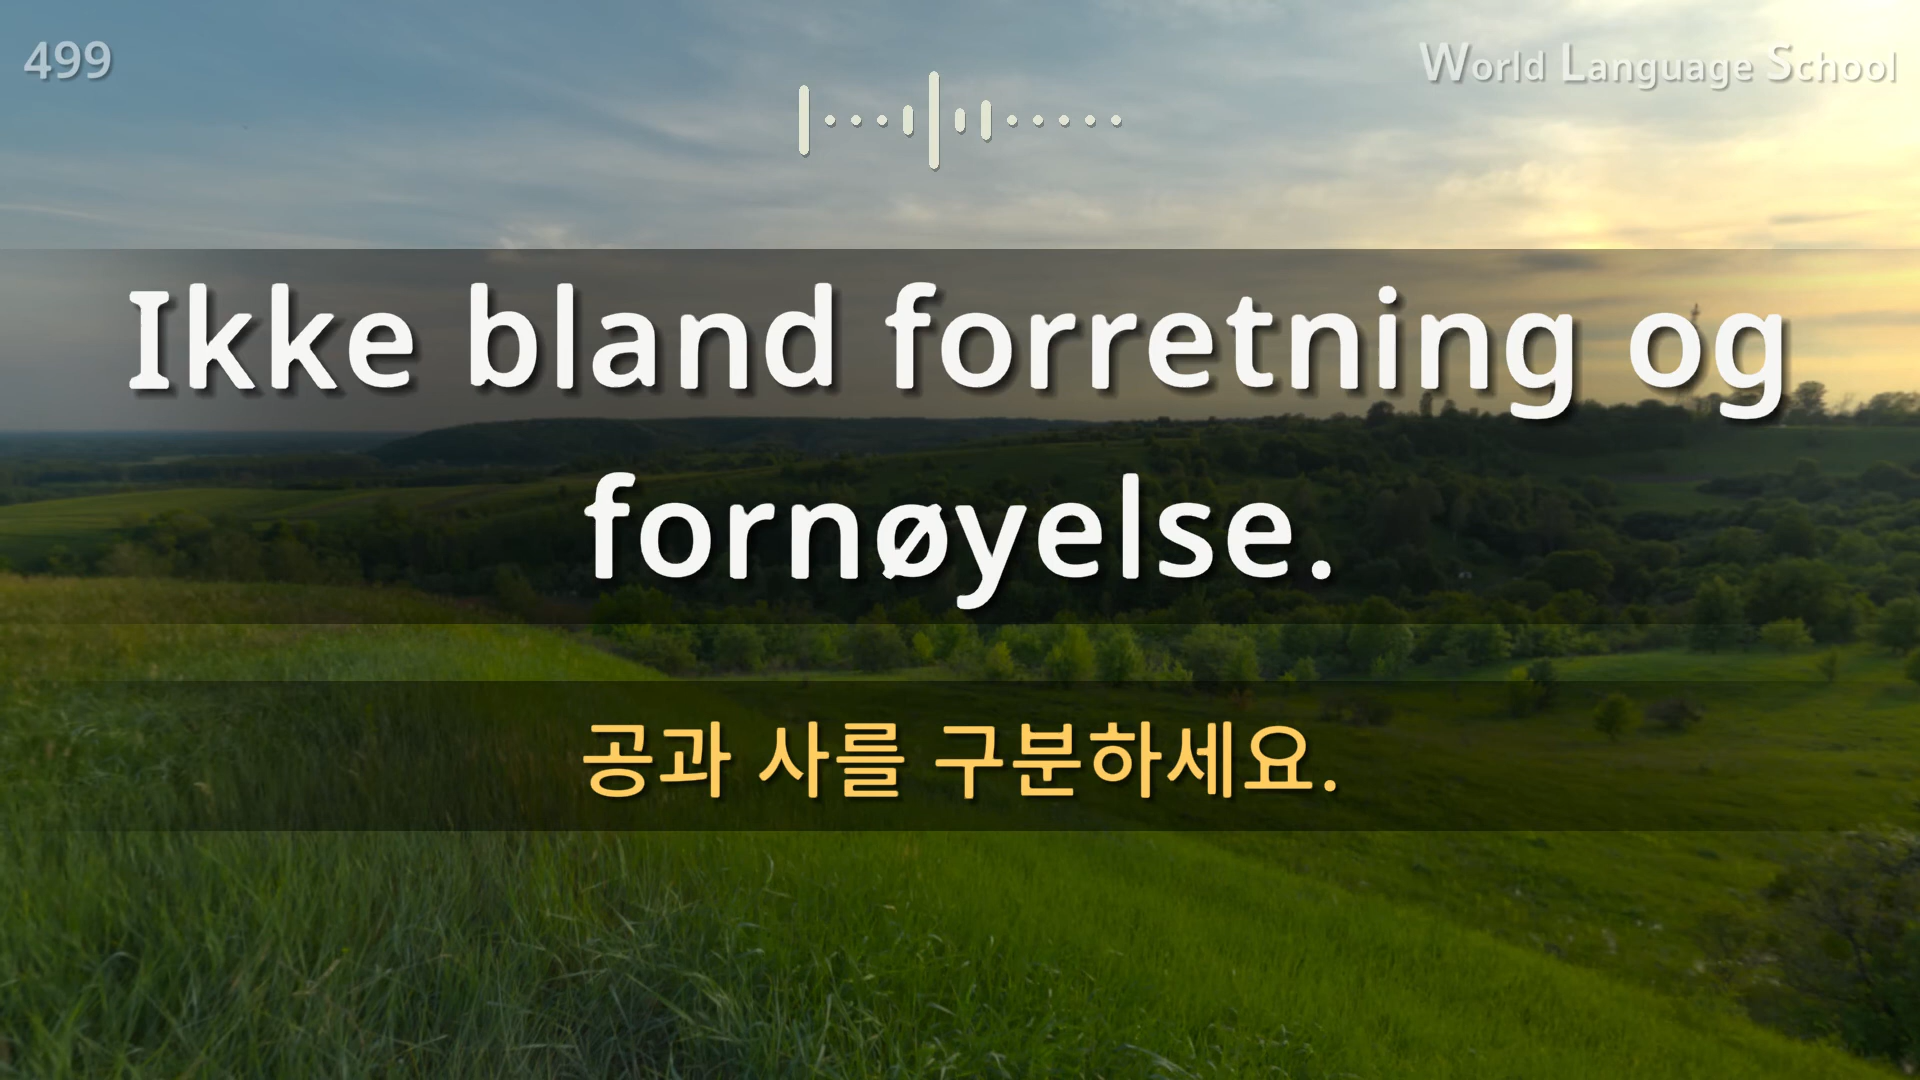 499
World Language School
Ikke bland forretning og
fornøyelse.
공과 사를 구분하세요.